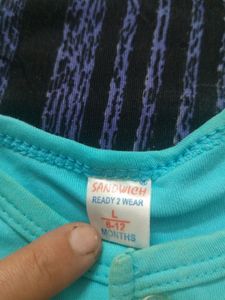 SANDWICH
READY 2 WEAR
L
6-12
MONTHS